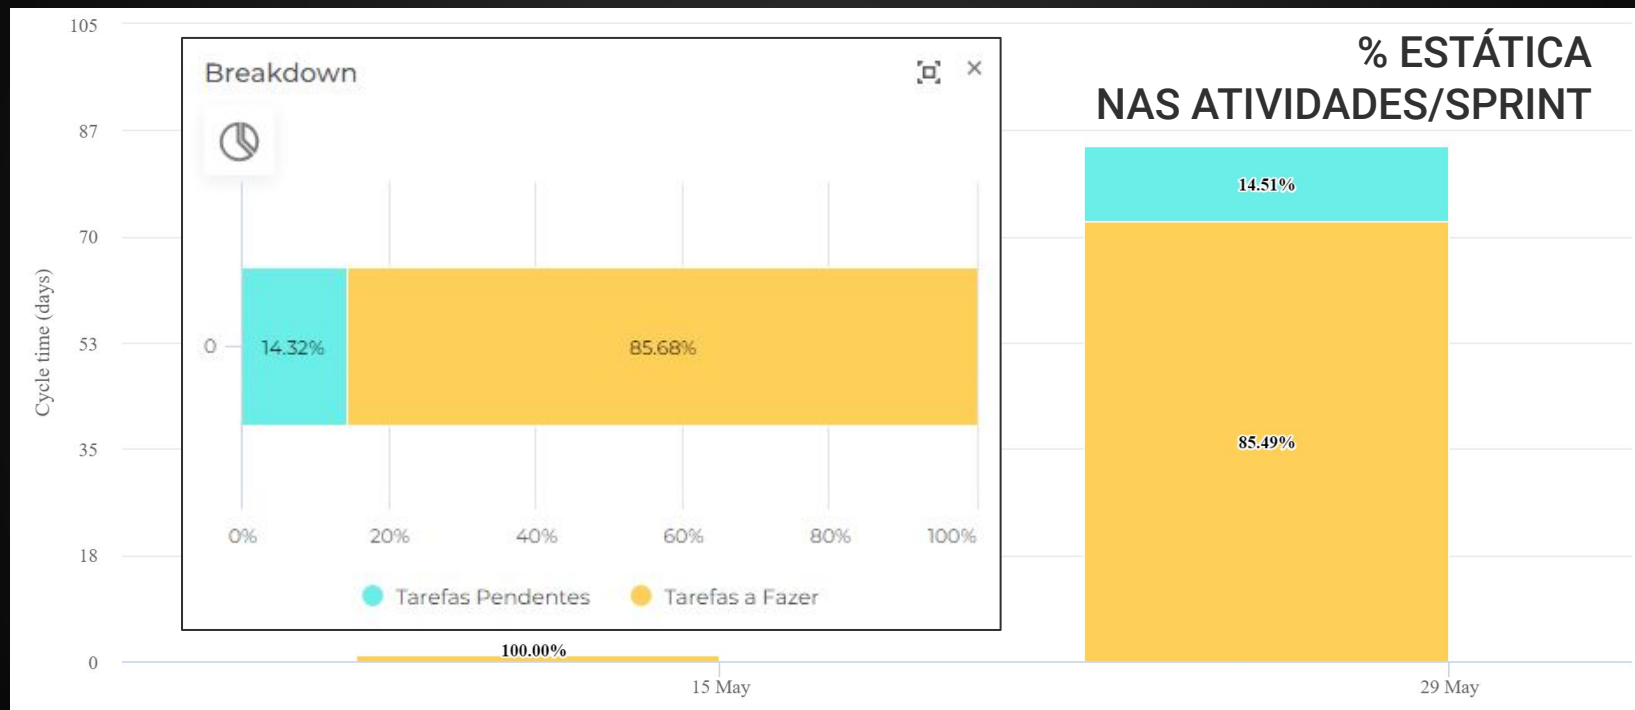 % ESTÁTICA
NAS ATIVIDADES/SPRINT
Cycle time (days)
105
87
70
53
35
18
0
Breakdown
0
14.32%
85.68%
0%
20%
40%
60%
80%
100%
Tarefas Pendentes
Tarefas a Fazer
100.00%
14.51%
85.49%
15 May
29 May